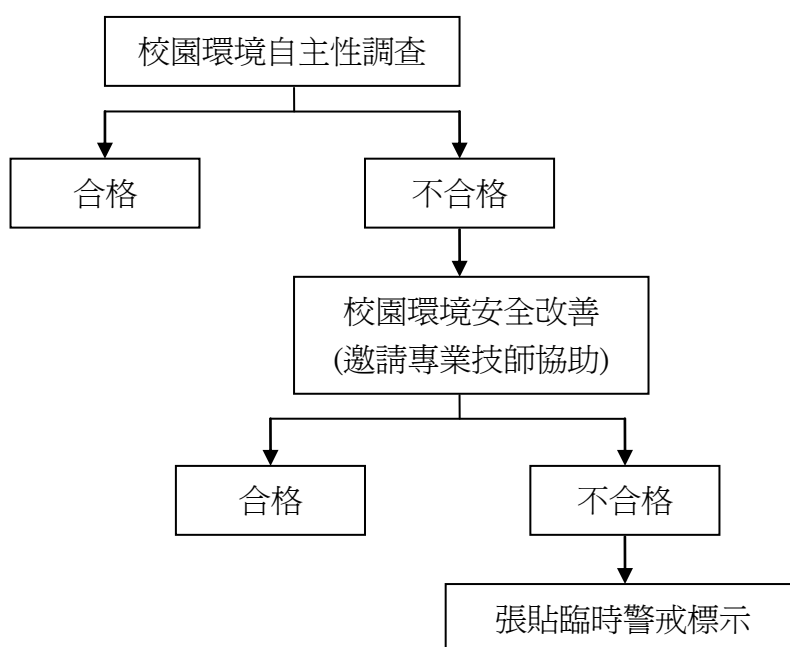 校園環境自主性調查
合格
不合格
校園環境安全改善
(邀請專業技師協助)
合格
不合格
張貼臨時警戒標示